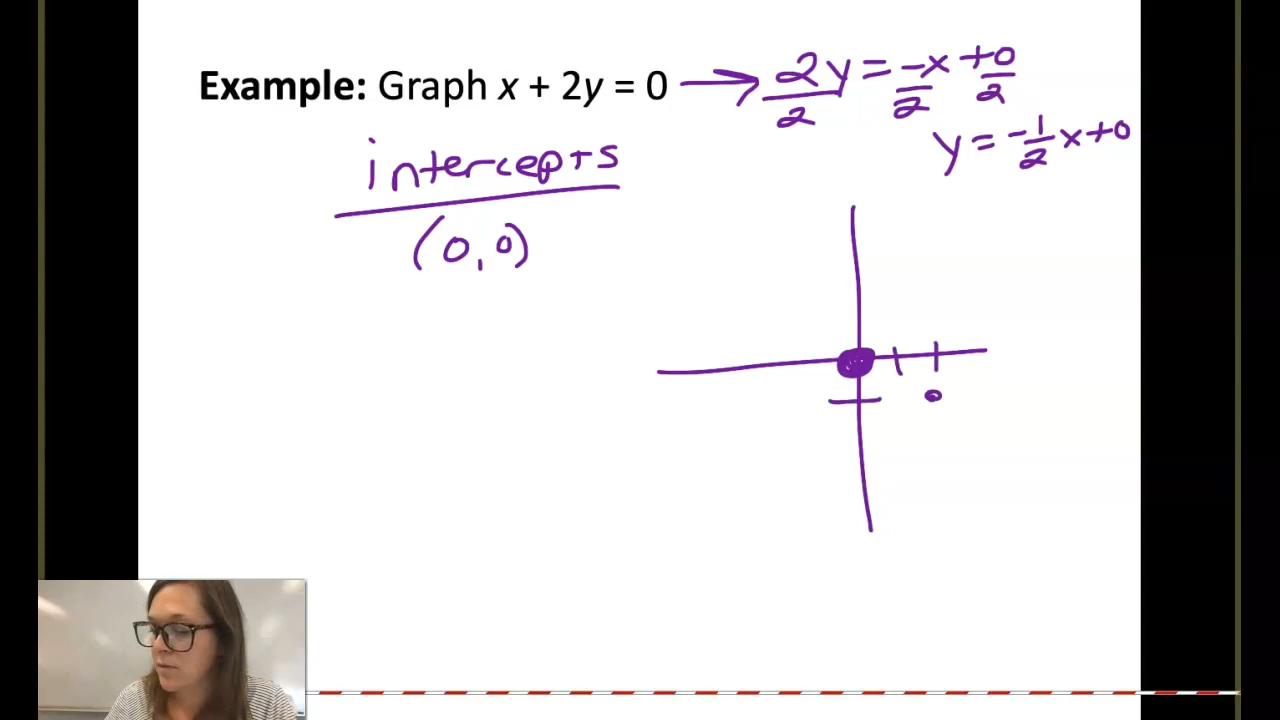 Example: Graph x + 2y = 0 → 2y/2 = -x/2 +0/2
y = -1/2 x+0
intercepts
(0,0)